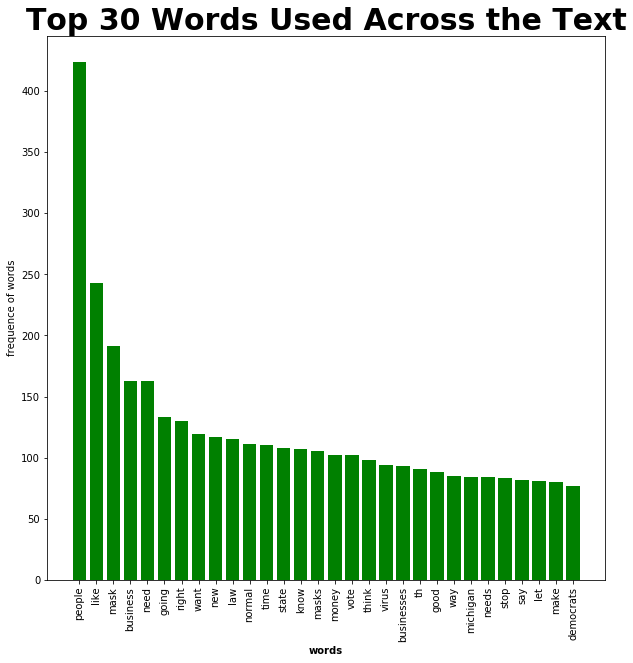 Top 30 Words Used Across the Text
frequence of words
400
350
300
250
200
150
100
50
0
people
like
mask
business
need
going
right
want
new
law
normal
time
state
know
masks
money
vote
think
virus
businesses
th
good
way
michigan
needs
stop
say
let
make
democrats
words